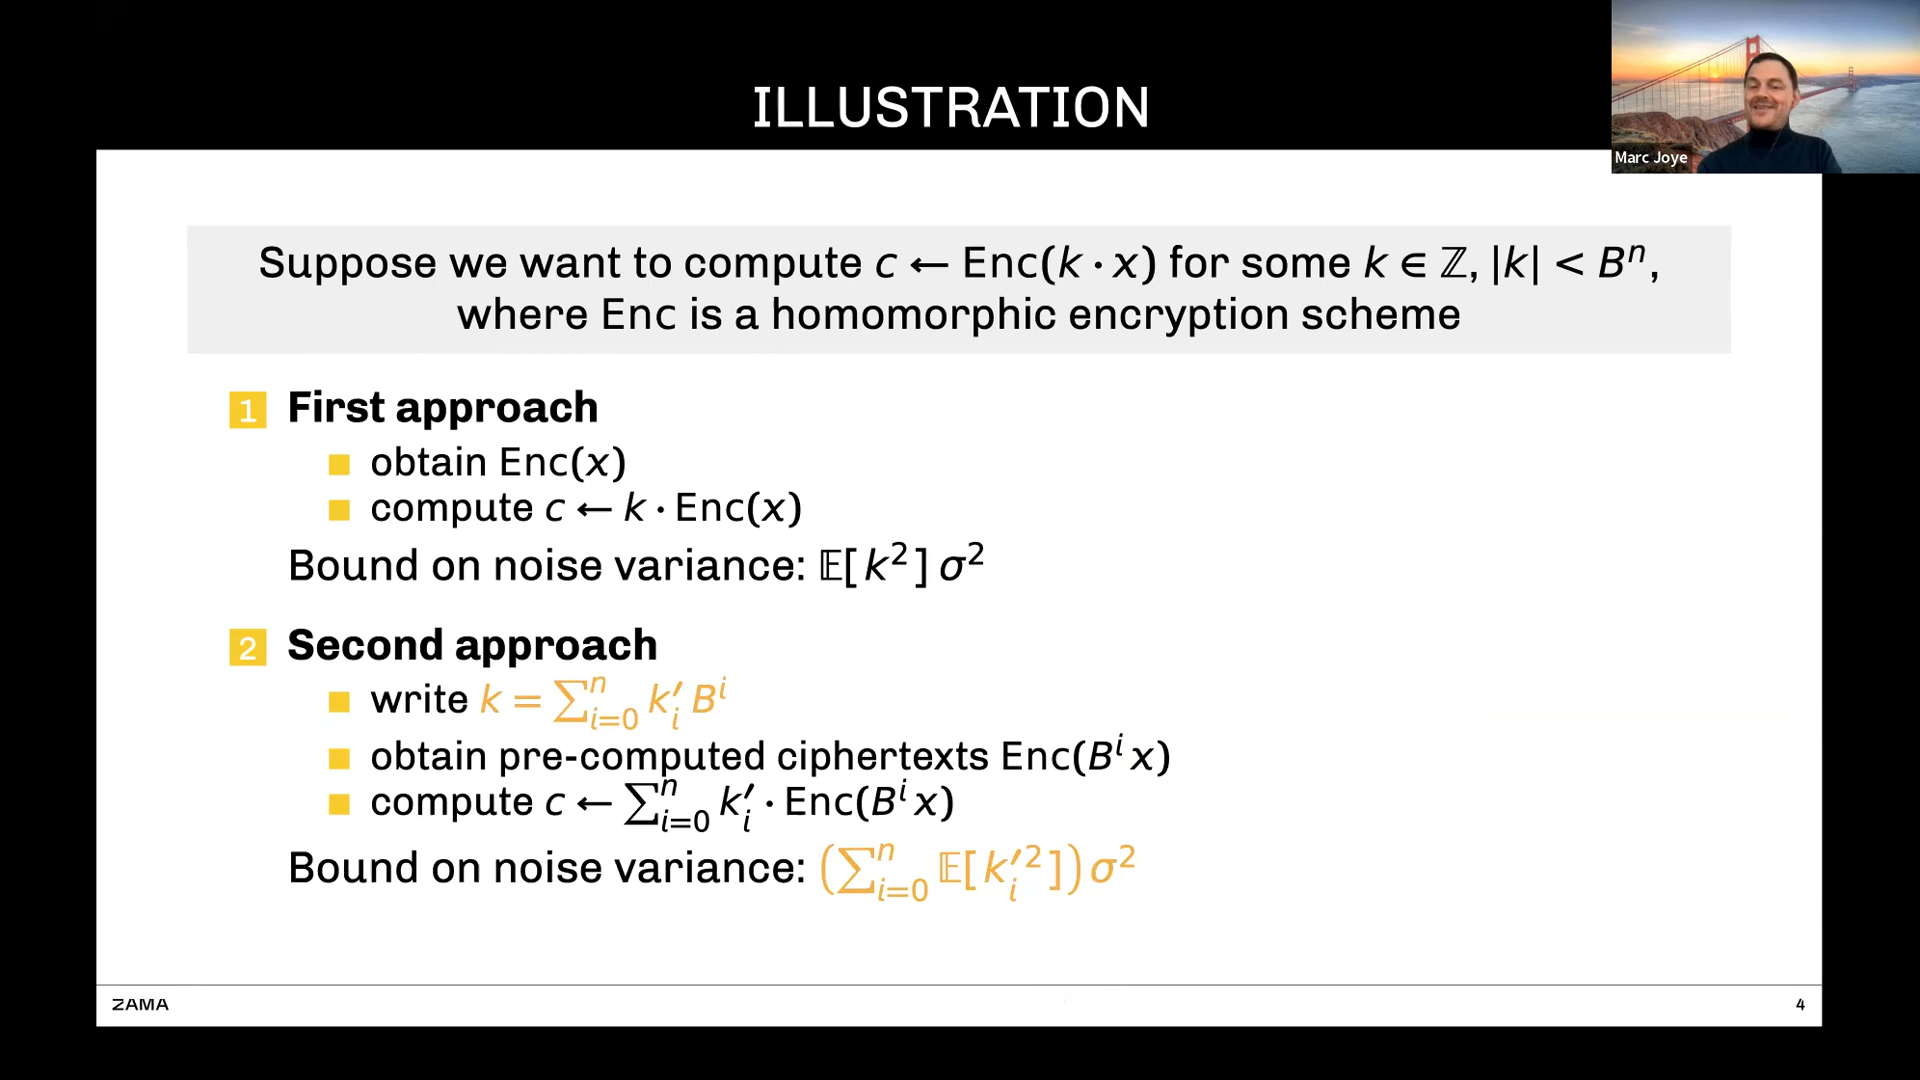 ILLUSTRATION
Marc Joye
Suppose we want to compute c ← Enc(k · x) for some k ∈ ℤ, |k| < Bⁿ,
where Enc is a homomorphic encryption scheme
1 First approach
obtain Enc(x)
compute c ← k · Enc(x)
Bound on noise variance: 𝔼[k²] σ²
2 Second approach
write k = ∑ⁿᵢ₌₀ k′ᵢ Bⁱ
obtain pre-computed ciphertexts Enc(Bⁱ x)
compute c ← ∑ⁿᵢ₌₀ k′ᵢ · Enc(Bⁱ x)
Bound on noise variance: (∑ⁿᵢ₌₀ 𝔼[k′ᵢ²]) σ²
ZAMA
4